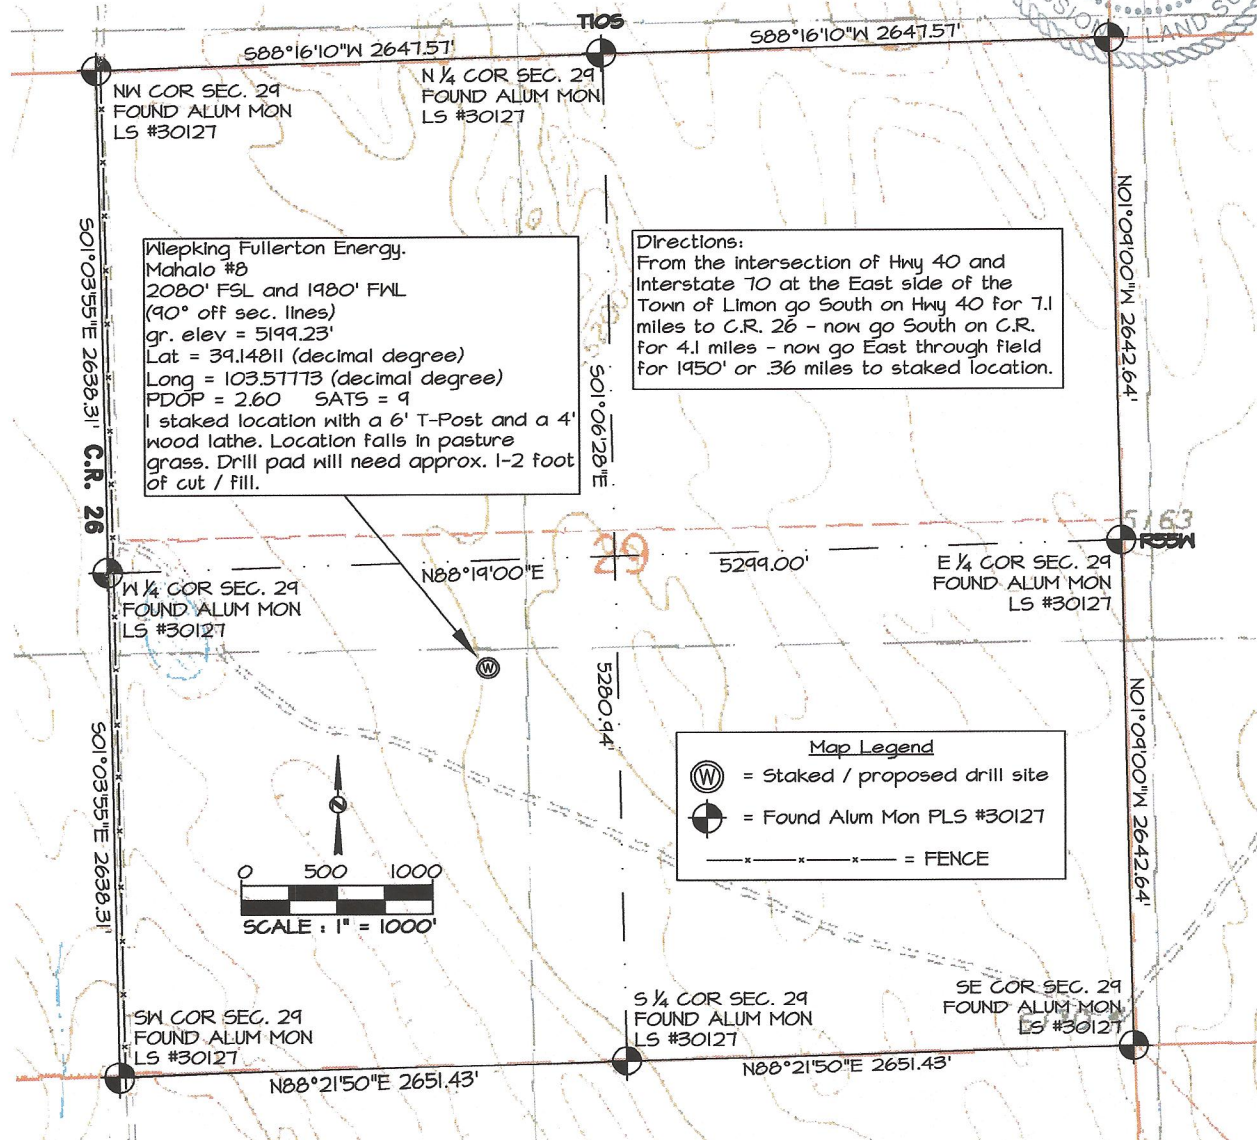 T10S
SION
LAND SU
S88°16'10"W 2647.57'
S88°16'10"W 2647.57'
NW COR SEC. 29
FOUND ALUM MON
LS #30127
N 1/4 COR SEC. 29
FOUND ALUM MON
LS #30127
S01°03'55"E 2638.31'
C.R. 26
Wiepking Fullerton Energy.
Mahalo #8
2080' FSL and 1980' FWL
(90° off sec. lines)
gr. elev = 5199.23'
Lat = 39.14811 (decimal degree)
Long = 103.57773 (decimal degree)
PDOP = 2.60 SATS = 9
I staked location with a 6' T-Post and a 4'
wood lathe. Location falls in pasture
grass. Drill pad will need approx. 1-2 foot
of cut / fill.
S01°06'28"E
Directions:
From the intersection of Hwy 40 and
Interstate 70 at the East side of the
Town of Limon go South on Hwy 40 for 7.1
miles to C.R. 26 - now go South on C.R.
for 4.1 miles - now go East through field
for 1950' or .36 miles to staked location.
N01°09'00"W 2642.64'
5163
R55W
29
N88°19'00"E
5299.00'
W 1/4 COR SEC. 29
FOUND ALUM MON
LS #30127
E 1/4 COR SEC. 29
FOUND ALUM MON
LS #30127
W
5280.94'
S01°03'55"E 2638.31'
N01°09'00"W 2642.64'
Map Legend
W = Staked / proposed drill site
= Found Alum Mon PLS #30127
= FENCE
N
0 500 1000
SCALE : 1" = 1000'
SW COR SEC. 29
FOUND ALUM MON
LS #30127
S 1/4 COR SEC. 29
FOUND ALUM MON
LS #30127
SE COR SEC. 29
FOUND ALUM MON
LS #30127
N88°21'50"E 2651.43'
N88°21'50"E 2651.43'